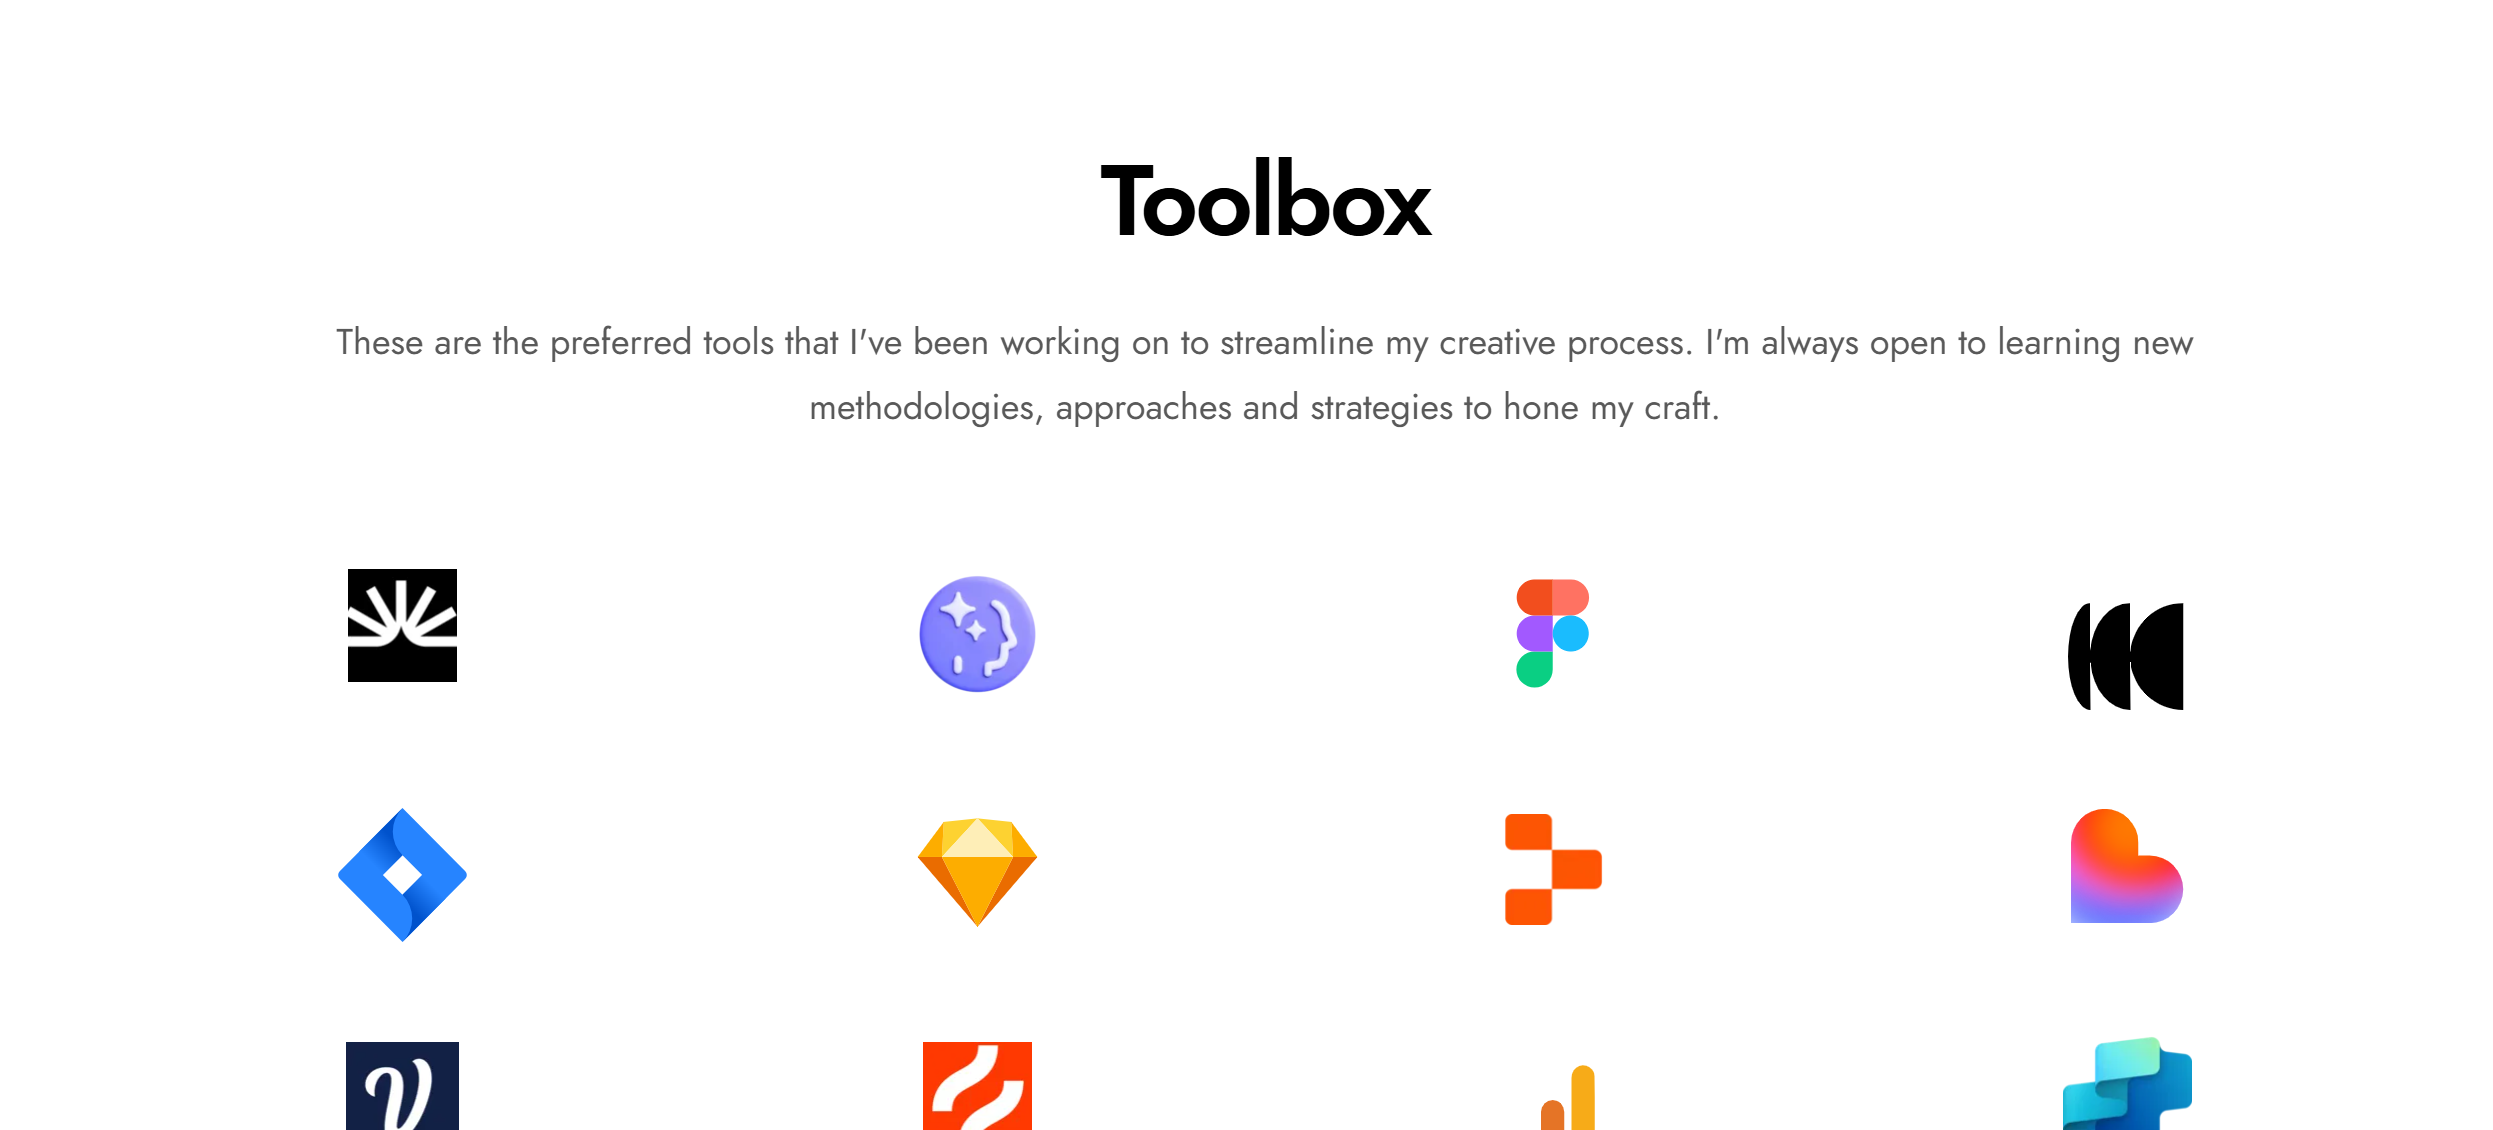 Toolbox
These are the preferred tools that I've been working on to streamline my creative process. I'm always open to learning new
methodologies, approaches and strategies to hone my craft.